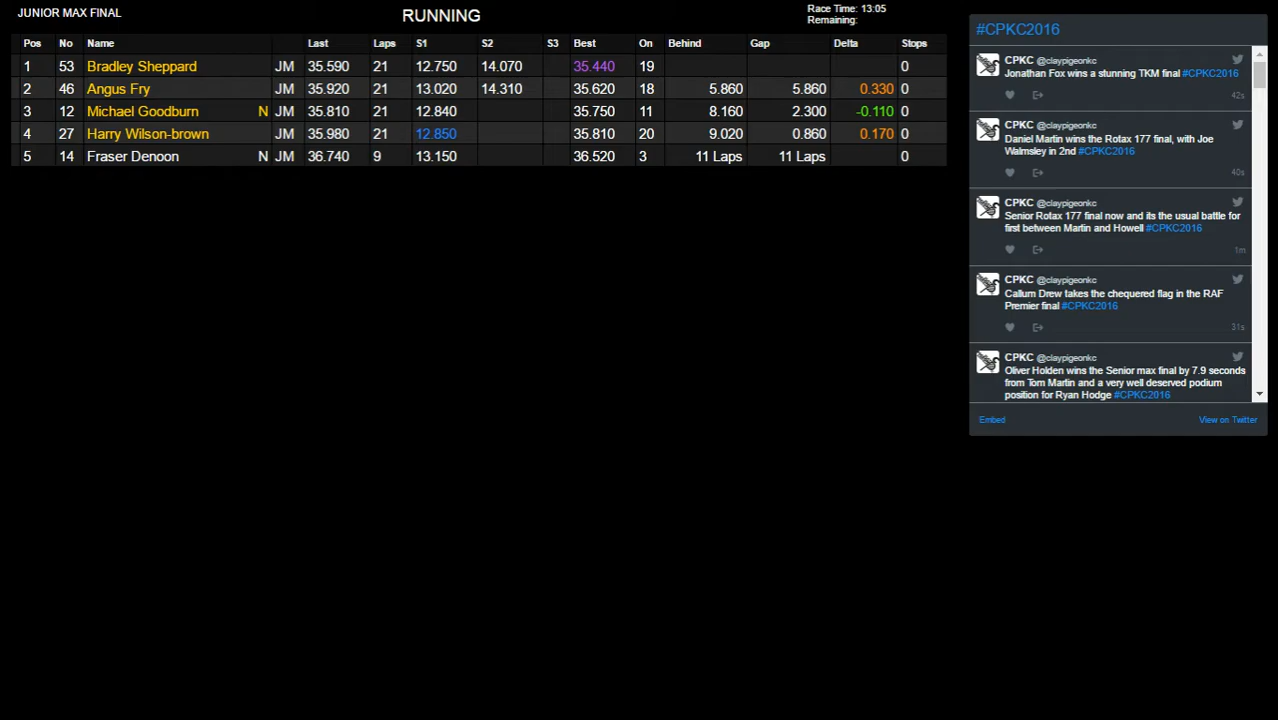 JUNIOR MAX FINAL
RUNNING
Race Time: 13:05
Remaining:
Pos No Name Last Laps S1 S2 S3 Best On Behind Gap Delta Stops
1 53 Bradley Sheppard JM 35.590 21 12.750 14.070 35.440 19 0
2 46 Angus Fry JM 35.920 21 13.020 14.310 35.620 18 5.860 5.860 0.330 0
3 12 Michael Goodburn N JM 35.810 21 12.840 35.750 11 8.160 2.300 -0.110 0
4 27 Harry Wilson-brown JM 35.980 21 12.850 35.810 20 9.020 0.860 0.170 0
5 14 Fraser Denoon N JM 36.740 9 13.150 36.520 3 11 Laps 11 Laps 0
#CPKC2016
CPKC @claypigeonkc
Jonathan Fox wins a stunning TKM final #CPKC2016
42s
CPKC @claypigeonkc
Daniel Martin wins the Rotax 177 final, with Joe
Walmsley in 2nd #CPKC2016
40s
CPKC @claypigeonkc
Senior Rotax 177 final now and its the usual battle for
first between Martin and Howell #CPKC2016
1m
CPKC @claypigeonkc
Callum Drew takes the chequered flag in the RAF
Premier final #CPKC2016
31s
CPKC @claypigeonkc
Oliver Holden wins the Senior max final by 7.9 seconds
from Tom Martin and a very well deserved podium
position for Ryan Hodge #CPKC2016
Embed
View on Twitter